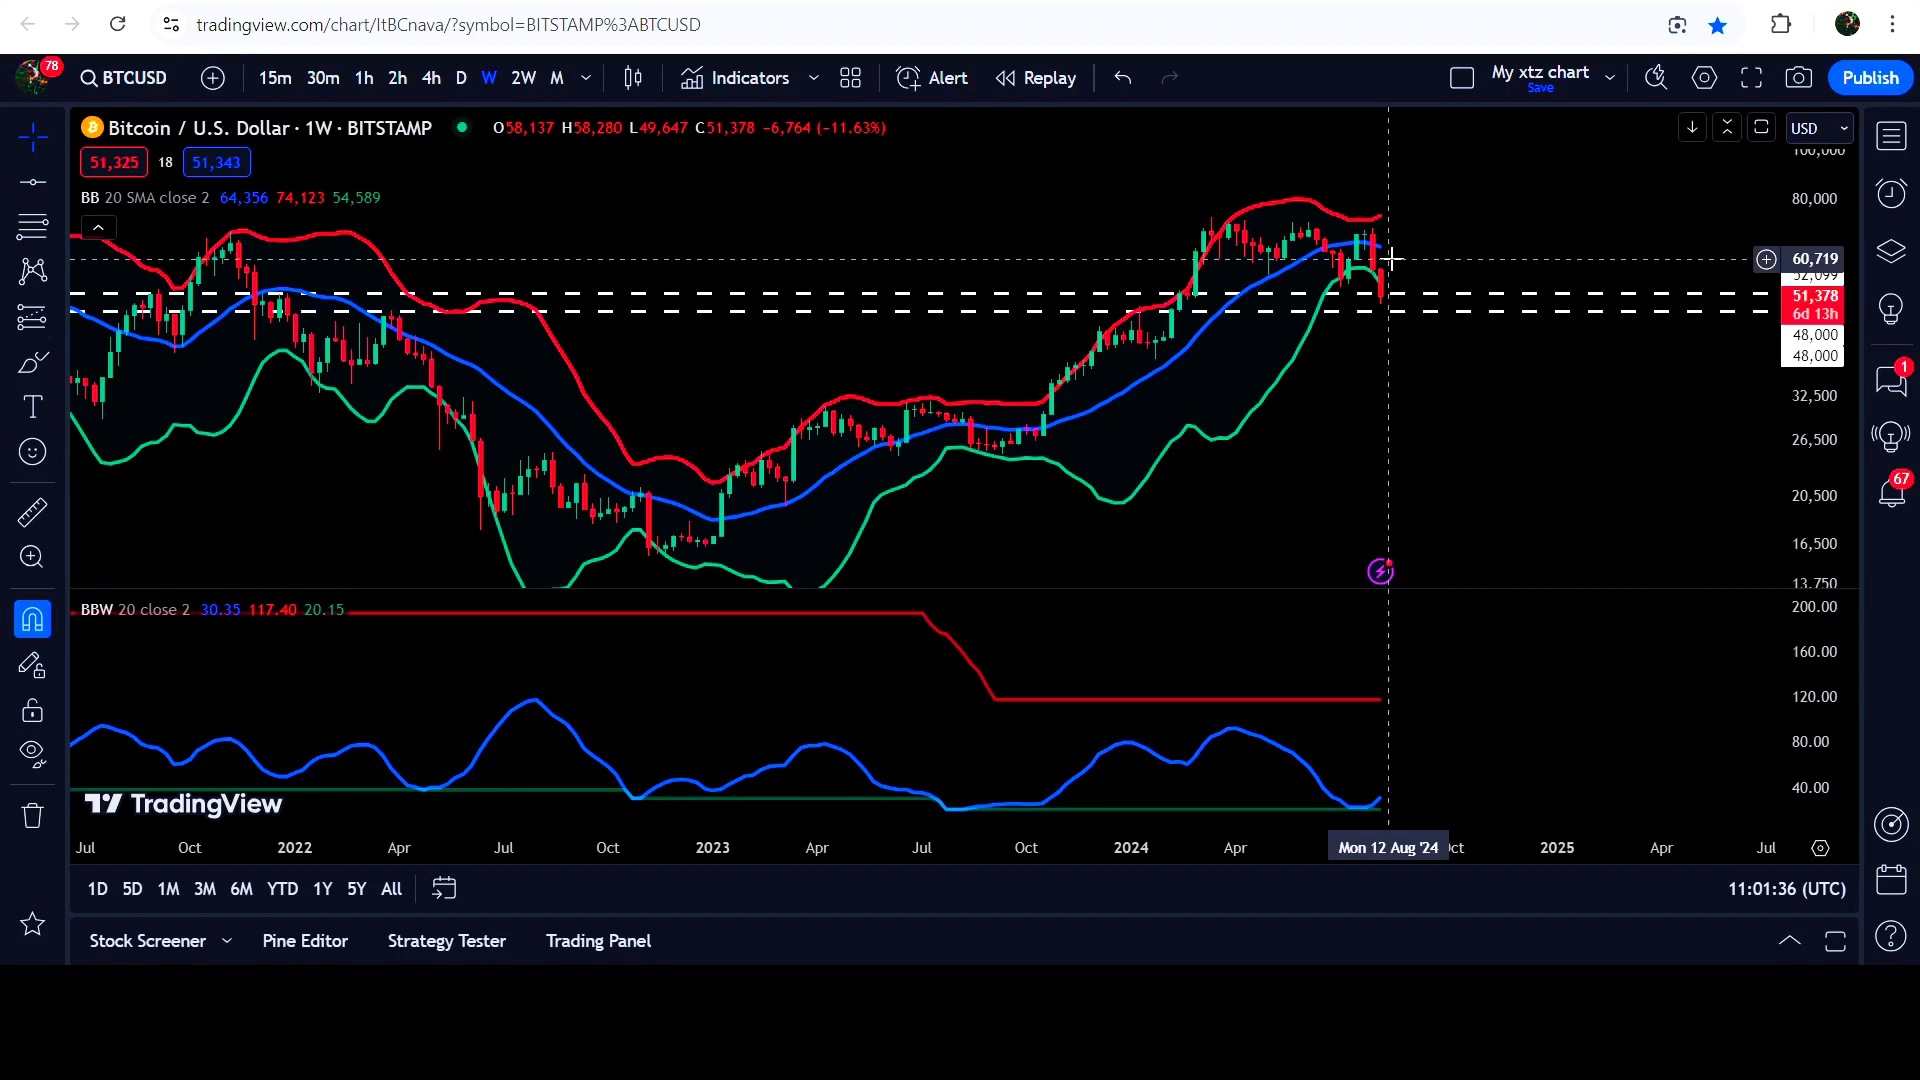 tradingview.com/chart/ltBCnava/?symbol=BITSTAMP%3ABTCUSD
78
BTCUSD
15m 30m 1h 2h 4h D W 2W M
Indicators
Alert
Replay
My xtz chart
Save
Publish
Bitcoin / U.S. Dollar · 1W · BITSTAMP
O58,137 H58,280 L49,647 C51,378 −6,764 (−11.63%)
USD
51,325 18 51,343
BB 20 SMA close 2 64,356 74,123 54,589
100,000
80,000
60,719
52,099
51,378
6d 13h
48,000
48,000
32,500
26,500
20,500
16,500
13,750
1
67
BBW 20 close 2 30.35 117.40 20.15
200.00
160.00
120.00
80.00
40.00
TradingView
Jul Oct 2022 Apr Jul Oct 2023 Apr Jul Oct 2024 Apr Mon 12 Aug '24 Oct 2025 Apr Jul
1D 5D 1M 3M 6M YTD 1Y 5Y All
11:01:36 (UTC)
Stock Screener Pine Editor Strategy Tester Trading Panel